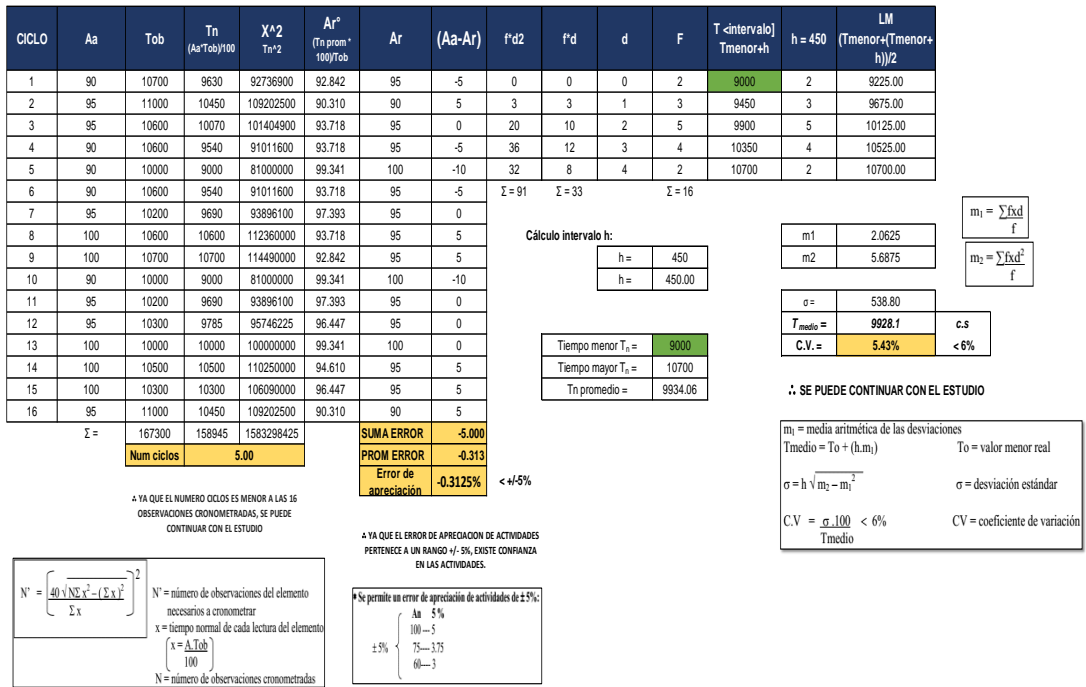 CICLO Aa Tob Tn (Aa*Tob)/100 X^2 Tn^2 Ar° (Tn prom * 100)/Tob Ar (Aa-Ar) f*d2 f*d d F T <intervalo] Tmenor+h h = 450 LM (Tmenor+(Tmenor+h))/2
1 90 10700 9630 92736900 92.842 95 -5 0 0 0 2 9000 2 9225.00
2 95 11000 10450 109202500 90.310 90 5 3 3 1 3 9450 3 9675.00
3 95 10600 10070 101404900 93.718 95 0 20 10 2 5 9900 5 10125.00
4 90 10600 9540 91011600 93.718 95 -5 36 12 3 4 10350 4 10525.00
5 90 10000 9000 81000000 99.341 100 -10 32 8 4 2 10700 2 10700.00
6 90 10600 9540 91011600 93.718 95 -5 Σ = 91 Σ = 33 Σ = 16
7 95 10200 9690 93896100 97.393 95 0
8 100 10600 10600 112360000 93.718 95 5
9 100 10700 10700 114490000 92.842 95 5
10 90 10000 9000 81000000 99.341 100 -10
11 95 10200 9690 93896100 97.393 95 0
12 95 10300 9785 95746225 96.447 95 0
13 100 10000 10000 100000000 99.341 100 0
14 100 10500 10500 110250000 94.610 95 5
15 100 10300 10300 106090000 96.447 95 5
16 95 11000 10450 109202500 90.310 90 5
Σ = 167300 158945 1583298425 SUMA ERROR -5.000
Num ciclos 5.00 PROM ERROR -0.313
Error de apreciación -0.3125% < +/-5%
∴ YA QUE EL NUMERO CICLOS ES MENOR A LAS 16
OBSERVACIONES CRONOMETRADAS, SE PUEDE
CONTINUAR CON EL ESTUDIO
∴ YA QUE EL ERROR DE APRECIACION DE ACTIVIDADES
PERTENECE A UN RANGO +/- 5%, EXISTE CONFIANZA
EN LAS ACTIVIDADES.
Cálculo intervalo h:
h = 450
h = 450.00
Tiempo menor Tₙ = 9000
Tiempo mayor Tₙ = 10700
Tn promedio = 9934.06
m1 2.0625
m2 5.6875
m₁ = ∑fxd / f
m₂ = ∑fxd² / f
σ = 538.80
T medio = 9928.1 c.s
C.V. = 5.43% < 6%
∴ SE PUEDE CONTINUAR CON EL ESTUDIO
m₁ = media aritmética de las desviaciones
Tmedio = To + (h.m₁) To = valor menor real
σ = h √ m₂ – m₁² σ = desviación estándar
C.V = σ .100 / Tmedio < 6% CV = coeficiente de variación
N' = [40 √ NΣ x² – ( Σ x )² / Σ x]² N' = número de observaciones del elemento
necesarios a cronometrar
x = tiempo normal de cada lectura del elemento
(x = A.Tob / 100)
N = número de observaciones cronometradas
• Se permite un error de apreciación de actividades de ± 5%:
An 5 %
100 --- 5
± 5% 75---- 3.75
60---- 3